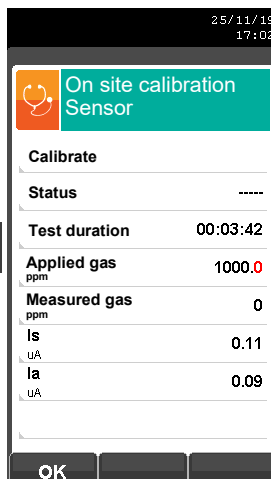 25/11/19
17:02
On site calibration
Sensor
Calibrate
Status -----
Test duration 00:03:42
Applied gas 1000.0
ppm
Measured gas 0
ppm
Is 0.11
uA
Ia 0.09
uA
OK